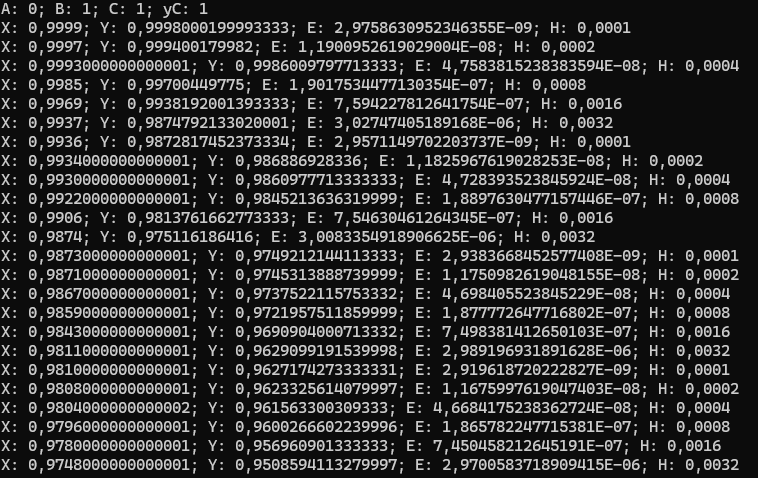 A: 0; B: 1; C: 1; yC: 1
X: 0,9999; Y: 0,9998000199993333; E: 2,9758630952346355E-09; H: 0,0001
X: 0,9997; Y: 0,999400179982; E: 1,1900952619029004E-08; H: 0,0002
X: 0,9993000000000001; Y: 0,9986009797713333; E: 4,7583815238383594E-08; H: 0,0004
X: 0,9985; Y: 0,99700449775; E: 1,9017534477130354E-07; H: 0,0008
X: 0,9969; Y: 0,9938192001393333; E: 7,594227812641754E-07; H: 0,0016
X: 0,9937; Y: 0,9874792133020001; E: 3,02747405189168E-06; H: 0,0032
X: 0,9936; Y: 0,9872817452373334; E: 2,9571149702203737E-09; H: 0,0001
X: 0,9934000000000001; Y: 0,986886928336; E: 1,1825967619028253E-08; H: 0,0002
X: 0,9930000000000001; Y: 0,9860977713333333; E: 4,728393523845924E-08; H: 0,0004
X: 0,9922000000000001; Y: 0,9845213636319999; E: 1,8897630477157446E-07; H: 0,0008
X: 0,9906; Y: 0,9813761662773333; E: 7,54630461264345E-07; H: 0,0016
X: 0,9874; Y: 0,975116186416; E: 3,0083354918906625E-06; H: 0,0032
X: 0,9873000000000001; Y: 0,9749212144113333; E: 2,9383668452577408E-09; H: 0,0001
X: 0,9871000000000001; Y: 0,9745313888739999; E: 1,1750982619048155E-08; H: 0,0002
X: 0,9867000000000001; Y: 0,9737522115753332; E: 4,698405523845229E-08; H: 0,0004
X: 0,9859000000000001; Y: 0,9721957511859999; E: 1,877772647716802E-07; H: 0,0008
X: 0,9843000000000001; Y: 0,9690904000713332; E: 7,498381412650103E-07; H: 0,0016
X: 0,9811000000000001; Y: 0,9629099191539998; E: 2,989196931891628E-06; H: 0,0032
X: 0,9810000000000001; Y: 0,9627174273333331; E: 2,919618720222827E-09; H: 0,0001
X: 0,9808000000000001; Y: 0,9623325614079997; E: 1,1675997619047403E-08; H: 0,0002
X: 0,9804000000000002; Y: 0,961563300309333; E: 4,6684175238362724E-08; H: 0,0004
X: 0,9796000000000001; Y: 0,9600266602239996; E: 1,865782247715381E-07; H: 0,0008
X: 0,9780000000000001; Y: 0,956960901333333; E: 7,450458212645191E-07; H: 0,0016
X: 0,9748000000000001; Y: 0,9508594113279997; E: 2,9700583718909415E-06; H: 0,0032